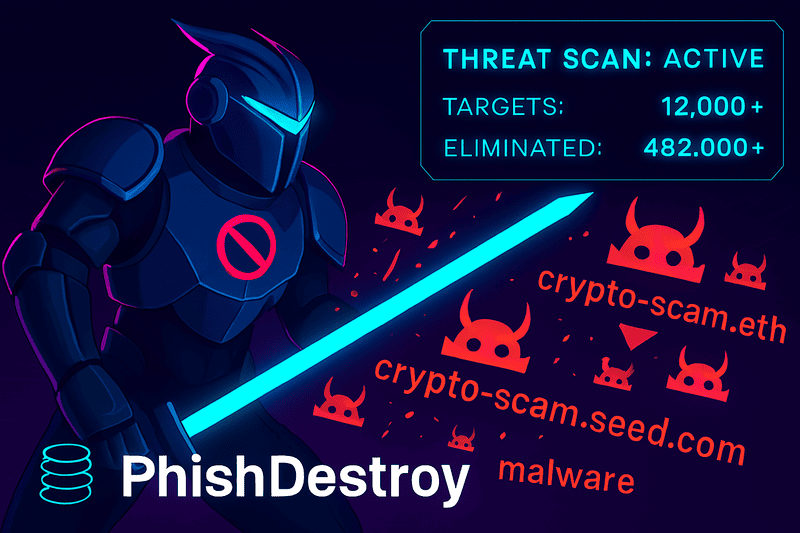 THREAT SCAN: ACTIVE
TARGETS: 12,000+
ELIMINATED: 482.000+
crypto-scam.eth
crypto-scam.seed.com
malware
PhishDestroy